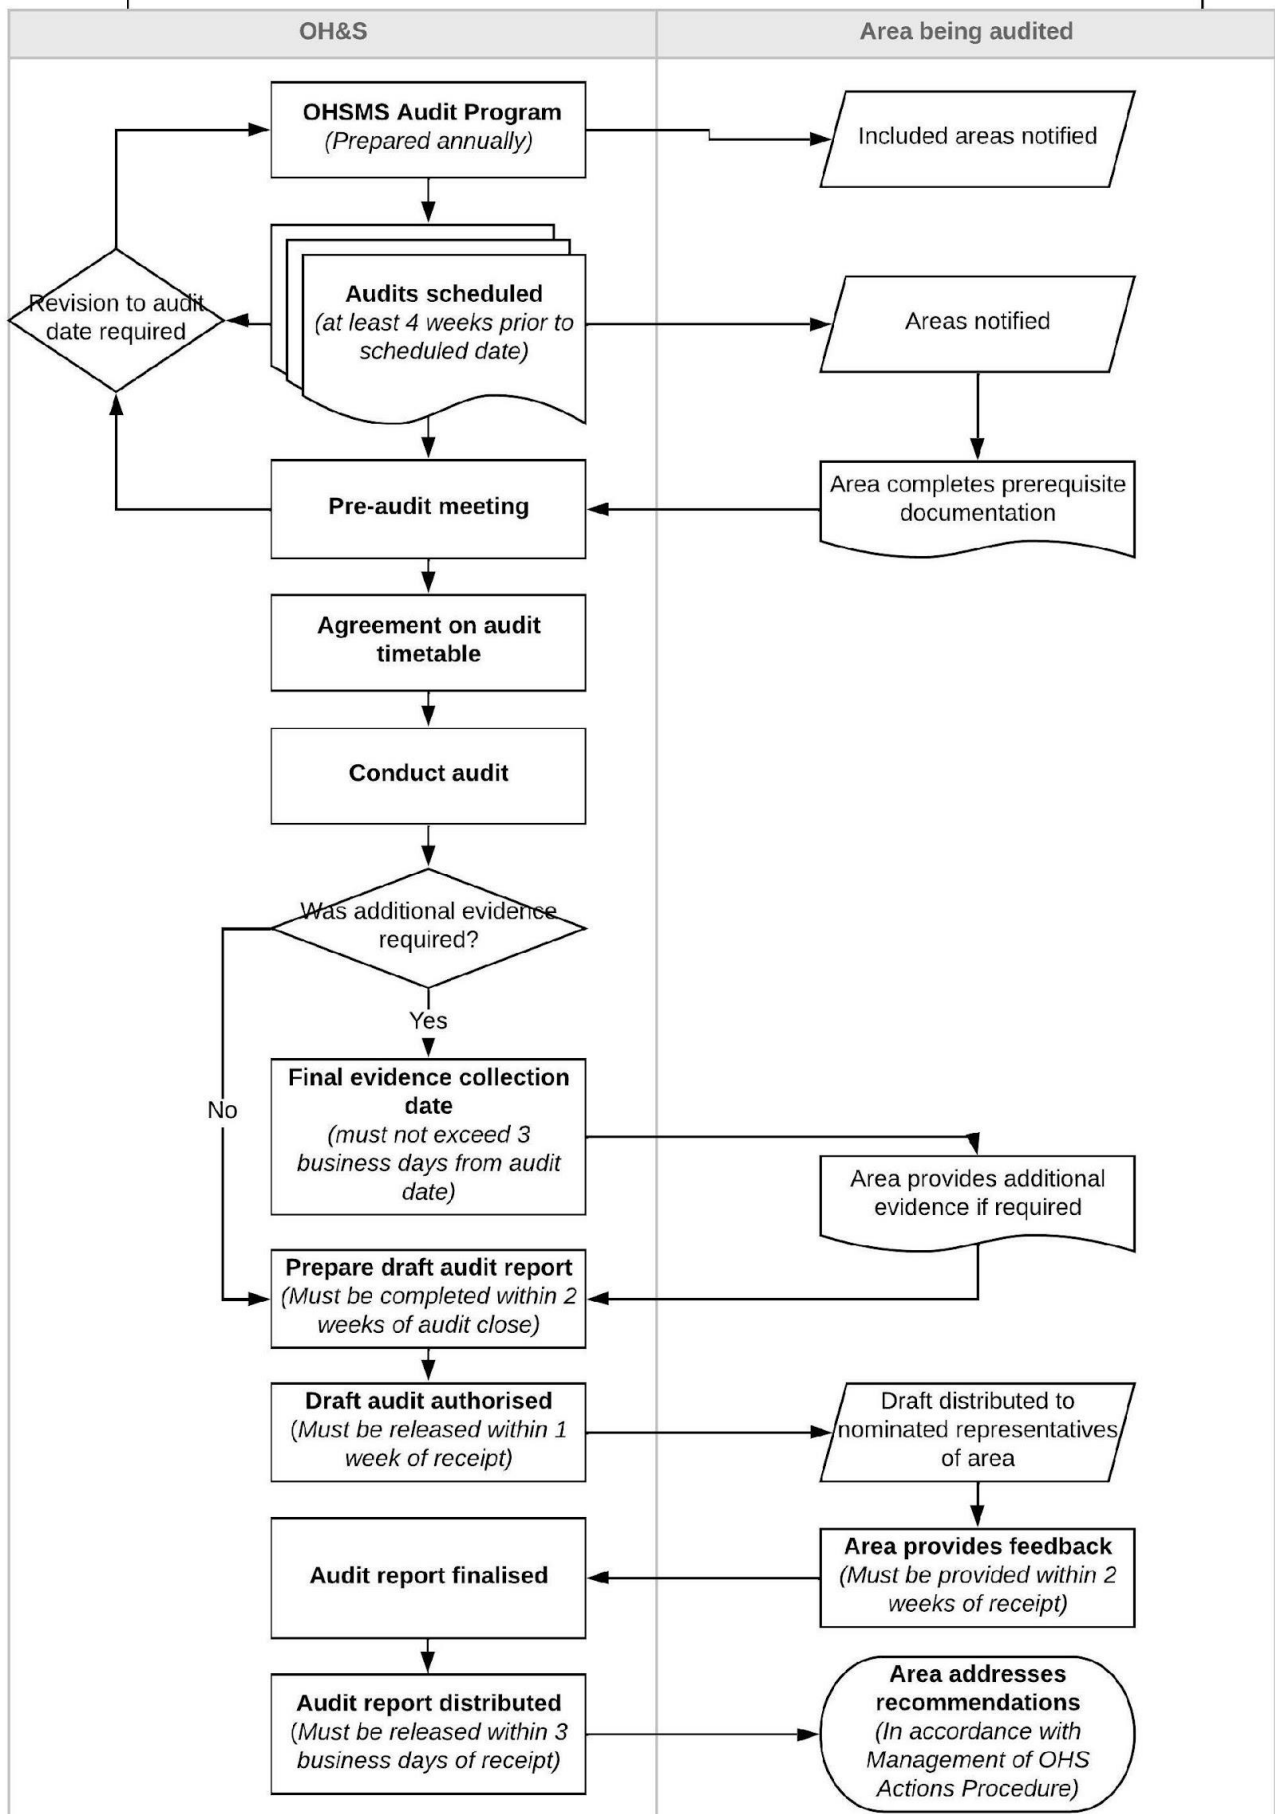 OH&S
Area being audited
OHSMS Audit Program
(Prepared annually)
Included areas notified
Revision to audit
date required
Audits scheduled
(at least 4 weeks prior to
scheduled date)
Areas notified
Pre-audit meeting
Area completes prerequisite
documentation
Agreement on audit
timetable
Conduct audit
Was additional evidence
required?
Yes
No
Final evidence collection
date
(must not exceed 3
business days from audit
date)
Area provides additional
evidence if required
Prepare draft audit report
(Must be completed within 2
weeks of audit close)
Draft audit authorised
(Must be released within 1
week of receipt)
Draft distributed to
nominated representatives
of area
Area provides feedback
(Must be provided within 2
weeks of receipt)
Audit report finalised
Audit report distributed
(Must be released within 3
business days of receipt)
Area addresses
recommendations
(In accordance with
Management of OHS
Actions Procedure)